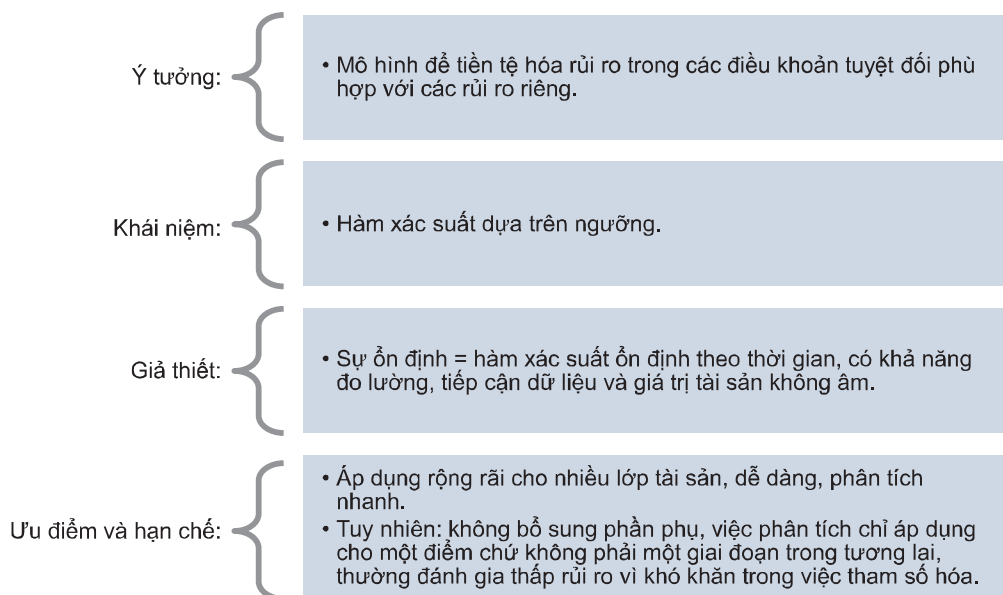 Ý tưởng:
• Mô hình để tiền tệ hóa rủi ro trong các điều khoản tuyệt đối phù
hợp với các rủi ro riêng.
Khái niệm:
• Hàm xác suất dựa trên ngưỡng.
Giả thiết:
• Sự ổn định = hàm xác suất ổn định theo thời gian, có khả năng
đo lường, tiếp cận dữ liệu và giá trị tài sản không âm.
Ưu điểm và hạn chế:
• Áp dụng rộng rãi cho nhiều lớp tài sản, dễ dàng, phân tích
nhanh.
• Tuy nhiên: không bổ sung phần phụ, việc phân tích chỉ áp dụng
cho một điểm chứ không phải một giai đoạn trong tương lai,
thường đánh gia thấp rủi ro vì khó khăn trong việc tham số hóa.